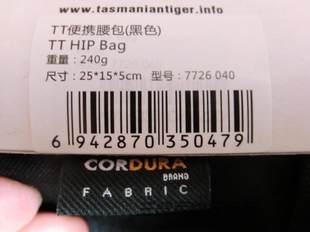 www.tasmaniantiger.info
TT便携腰包(黑色)
TT HIP Bag
重量：240g
尺寸：25*15*5cm 型号：7726 040
6 942870 350479
CORDURA
BRAND
FABRIC